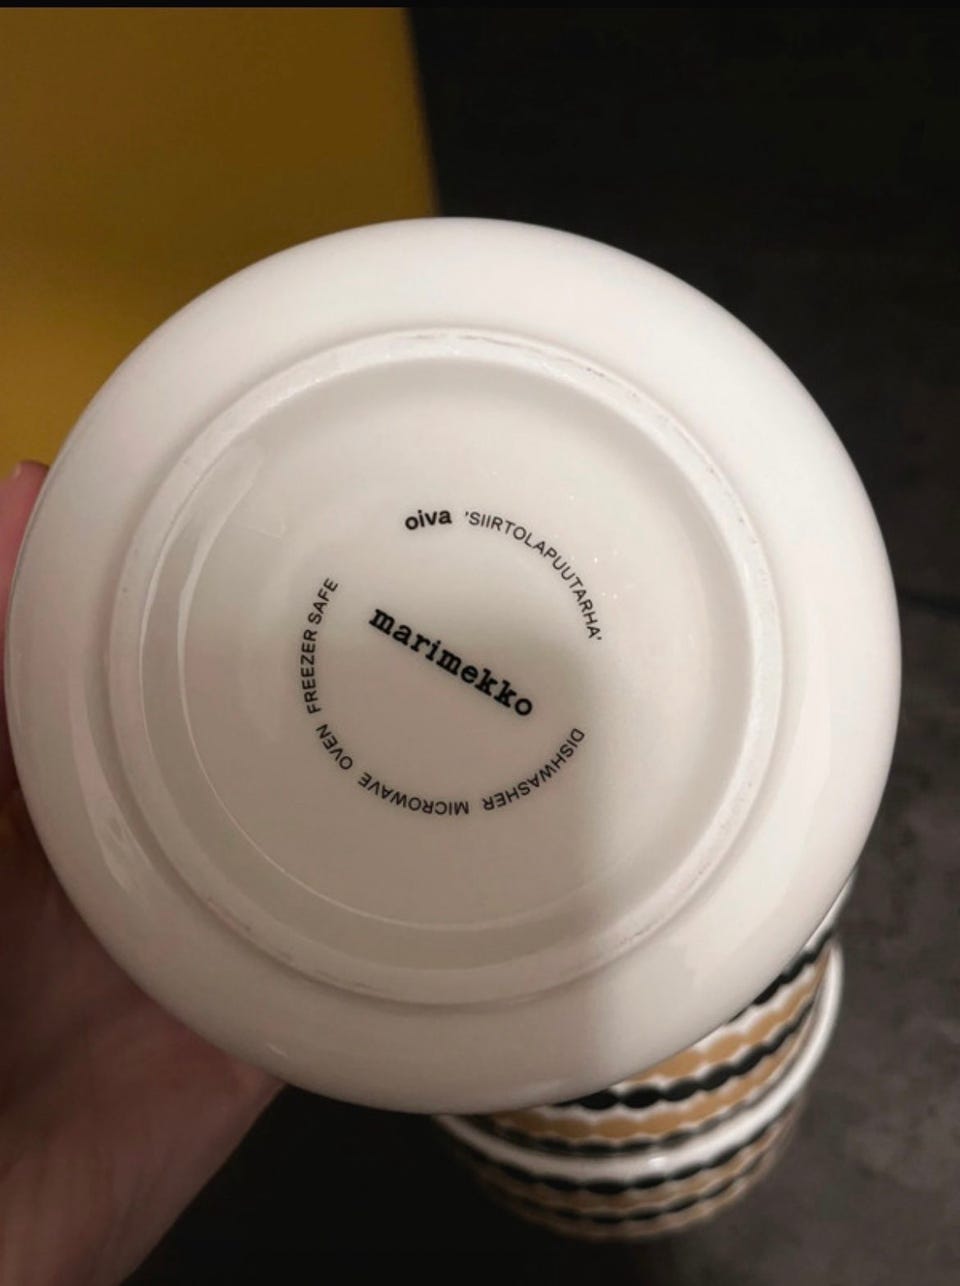 oiva 'SIIRTOLAPUUTARHA'
marimekko
DISHWASHER MICROWAVE OVEN FREEZER SAFE